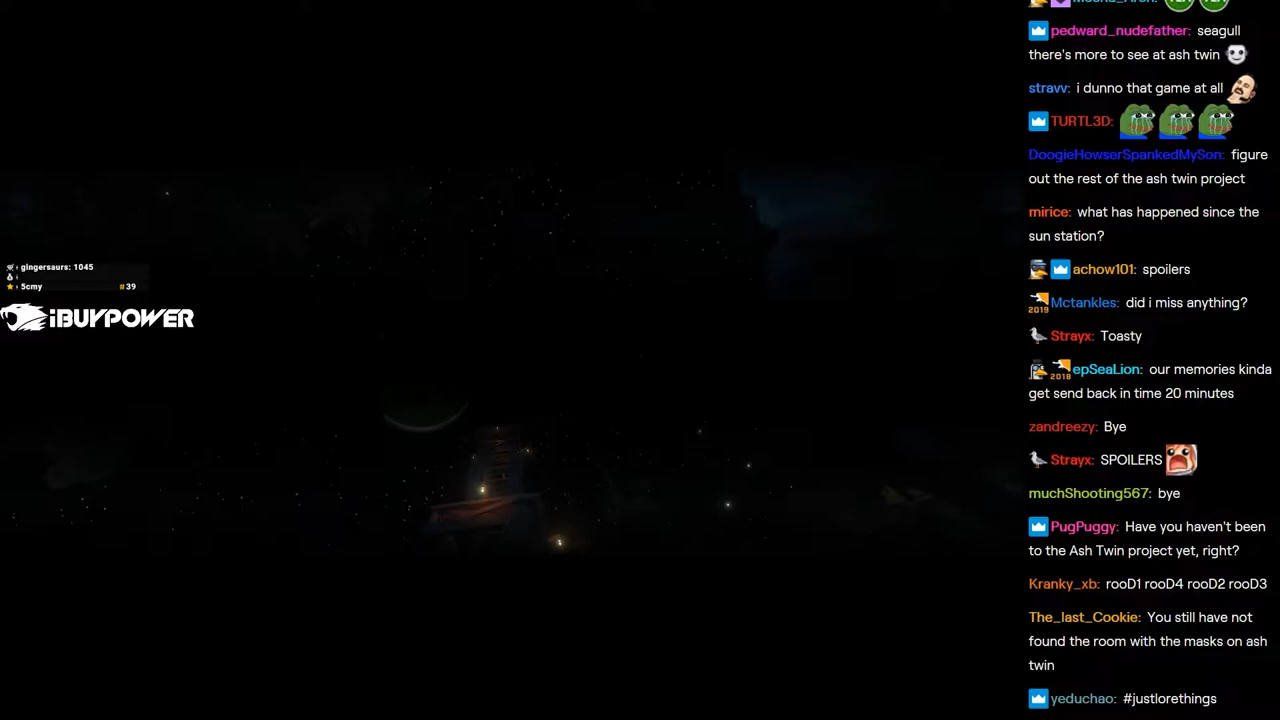 pedward_nudefather: seagull
there's more to see at ash twin
stravv: i dunno that game at all
TURTL3D:
DoogieHowserSpankedMySon: figure
out the rest of the ash twin project
mirice: what has happened since the
sun station?
achow101: spoilers
gingersaurs: 1045
5cmy #39
2019 Mctankles: did i miss anything?
iBUYPOWER
Strayx: Toasty
2018 epSeaLion: our memories kinda
get send back in time 20 minutes
zandreezy: Bye
Strayx: SPOILERS
muchShooting567: bye
PugPuggy: Have you haven't been
to the Ash Twin project yet, right?
Kranky_xb: rooD1 rooD4 rooD2 rooD3
The_last_Cookie: You still have not
found the room with the masks on ash
twin
yeduchao: #justlorethings